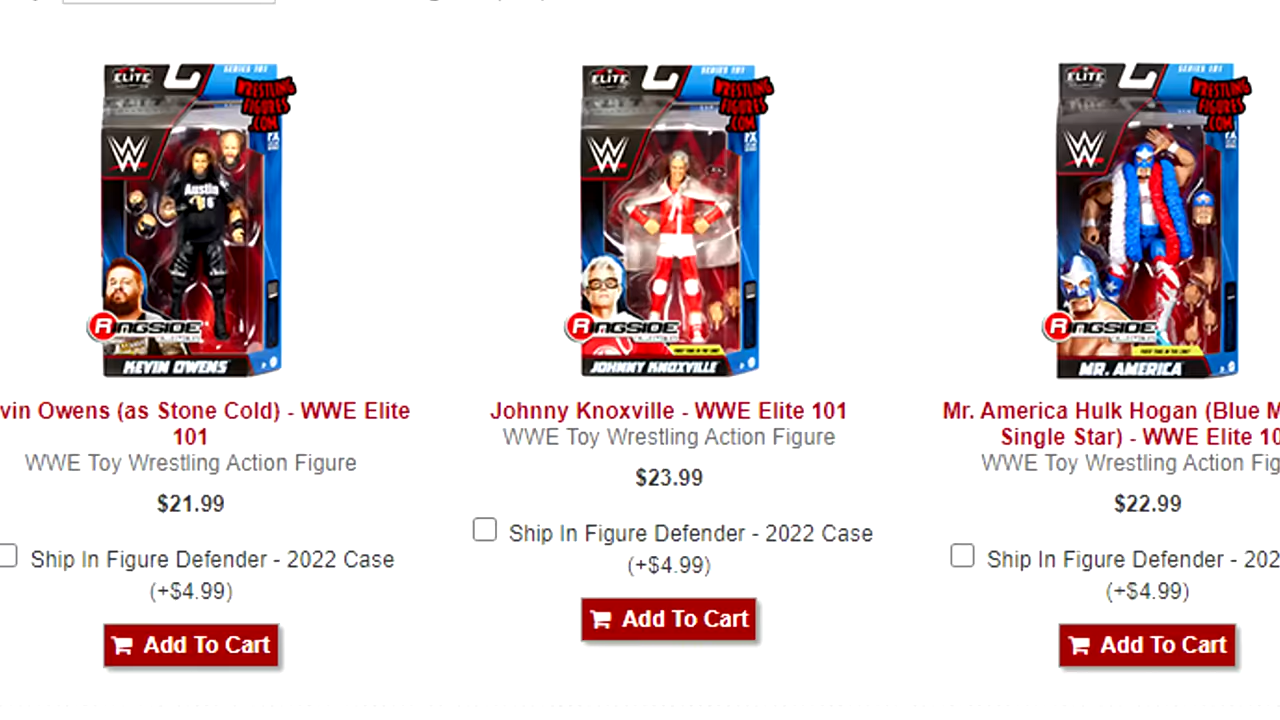 ELITE
SERIES 101
WRESTLING
FIGURES
.COM
W
Austin
RINGSIDE
KEVIN OWENS
vin Owens (as Stone Cold) - WWE Elite
101
WWE Toy Wrestling Action Figure
$21.99
Ship In Figure Defender - 2022 Case
(+$4.99)
Add To Cart
ELITE
SERIES 101
WRESTLING
FIGURES
.COM
W
RINGSIDE
JOHNNY KNOXVILLE
Johnny Knoxville - WWE Elite 101
WWE Toy Wrestling Action Figure
$23.99
Ship In Figure Defender - 2022 Case
(+$4.99)
Add To Cart
ELITE
SERIES 101
WRESTLING
FIGURES
.COM
W
RINGSIDE
MR. AMERICA
Mr. America Hulk Hogan (Blue M
Single Star) - WWE Elite 10
WWE Toy Wrestling Action Fig
$22.99
Ship In Figure Defender - 202
(+$4.99)
Add To Cart